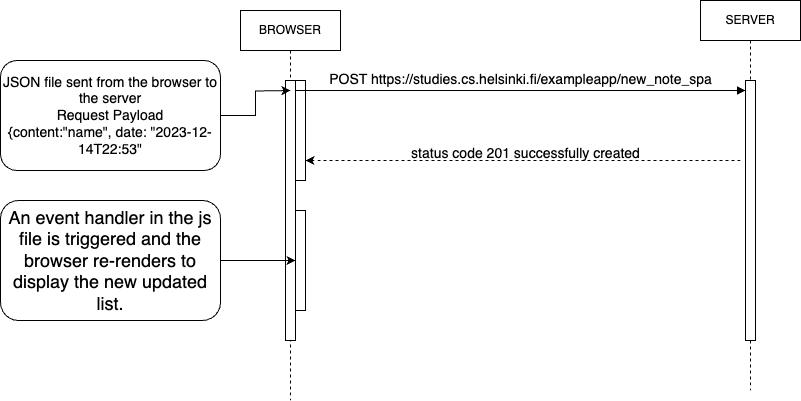 BROWSER
SERVER
JSON file sent from the browser to
the server
Request Payload
{content:"name", date: "2023-12-
14T22:53"
POST https://studies.cs.helsinki.fi/exampleapp/new_note_spa
status code 201 successfully created
An event handler in the js
file is triggered and the
browser re-renders to
display the new updated
list.